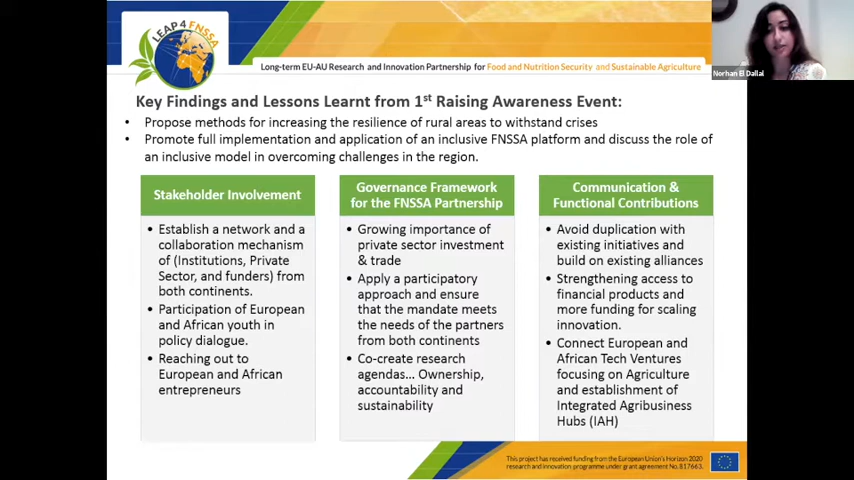 LEAP 4 FNSSA
Long-term EU-AU Research and Innovation Partnership for Food and Nutrition Security and Sustainable Agriculture
Norhan El Dallal
Key Findings and Lessons Learnt from 1st Raising Awareness Event:
• Propose methods for increasing the resilience of rural areas to withstand crises
• Promote full implementation and application of an inclusive FNSSA platform and discuss the role of
an inclusive model in overcoming challenges in the region.
Stakeholder Involvement
• Establish a network and a
collaboration mechanism
of (Institutions, Private
Sector, and funders) from
both continents.
• Participation of European
and African youth in
policy dialogue.
• Reaching out to
European and African
entrepreneurs
Governance Framework
for the FNSSA Partnership
• Growing importance of
private sector investment
& trade
• Apply a participatory
approach and ensure
that the mandate meets
the needs of the partners
from both continents
• Co-create research
agendas... Ownership,
accountability and
sustainability
Communication &
Functional Contributions
• Avoid duplication with
existing initiatives and
build on existing alliances
• Strengthening access to
financial products and
more funding for scaling
innovation.
• Connect European and
African Tech Ventures
focusing on Agriculture
and establishment of
Integrated Agribusiness
Hubs (IAH)
This project has received funding from the European Union's Horizon 2020
research and innovation programme under grant agreement No. 817663.